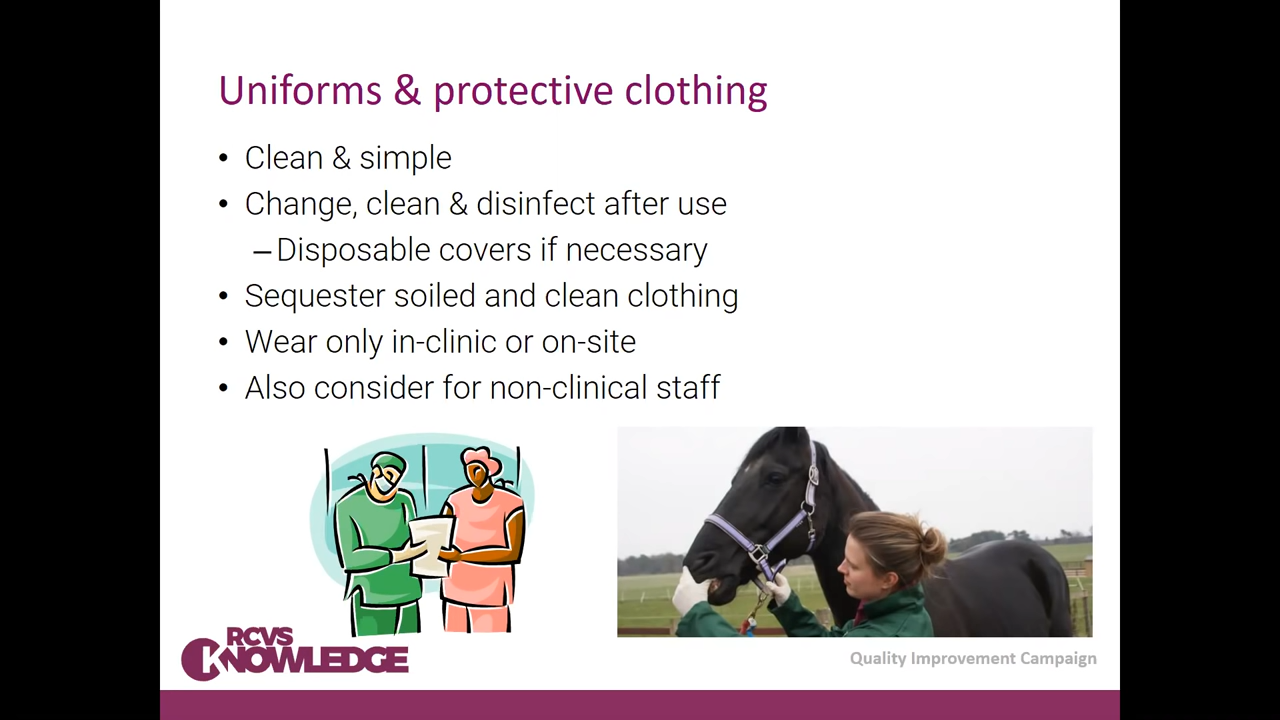 Uniforms & protective clothing
• Clean & simple
• Change, clean & disinfect after use
– Disposable covers if necessary
• Sequester soiled and clean clothing
• Wear only in-clinic or on-site
• Also consider for non-clinical staff
RCVS
KNOWLEDGE
Quality Improvement Campaign